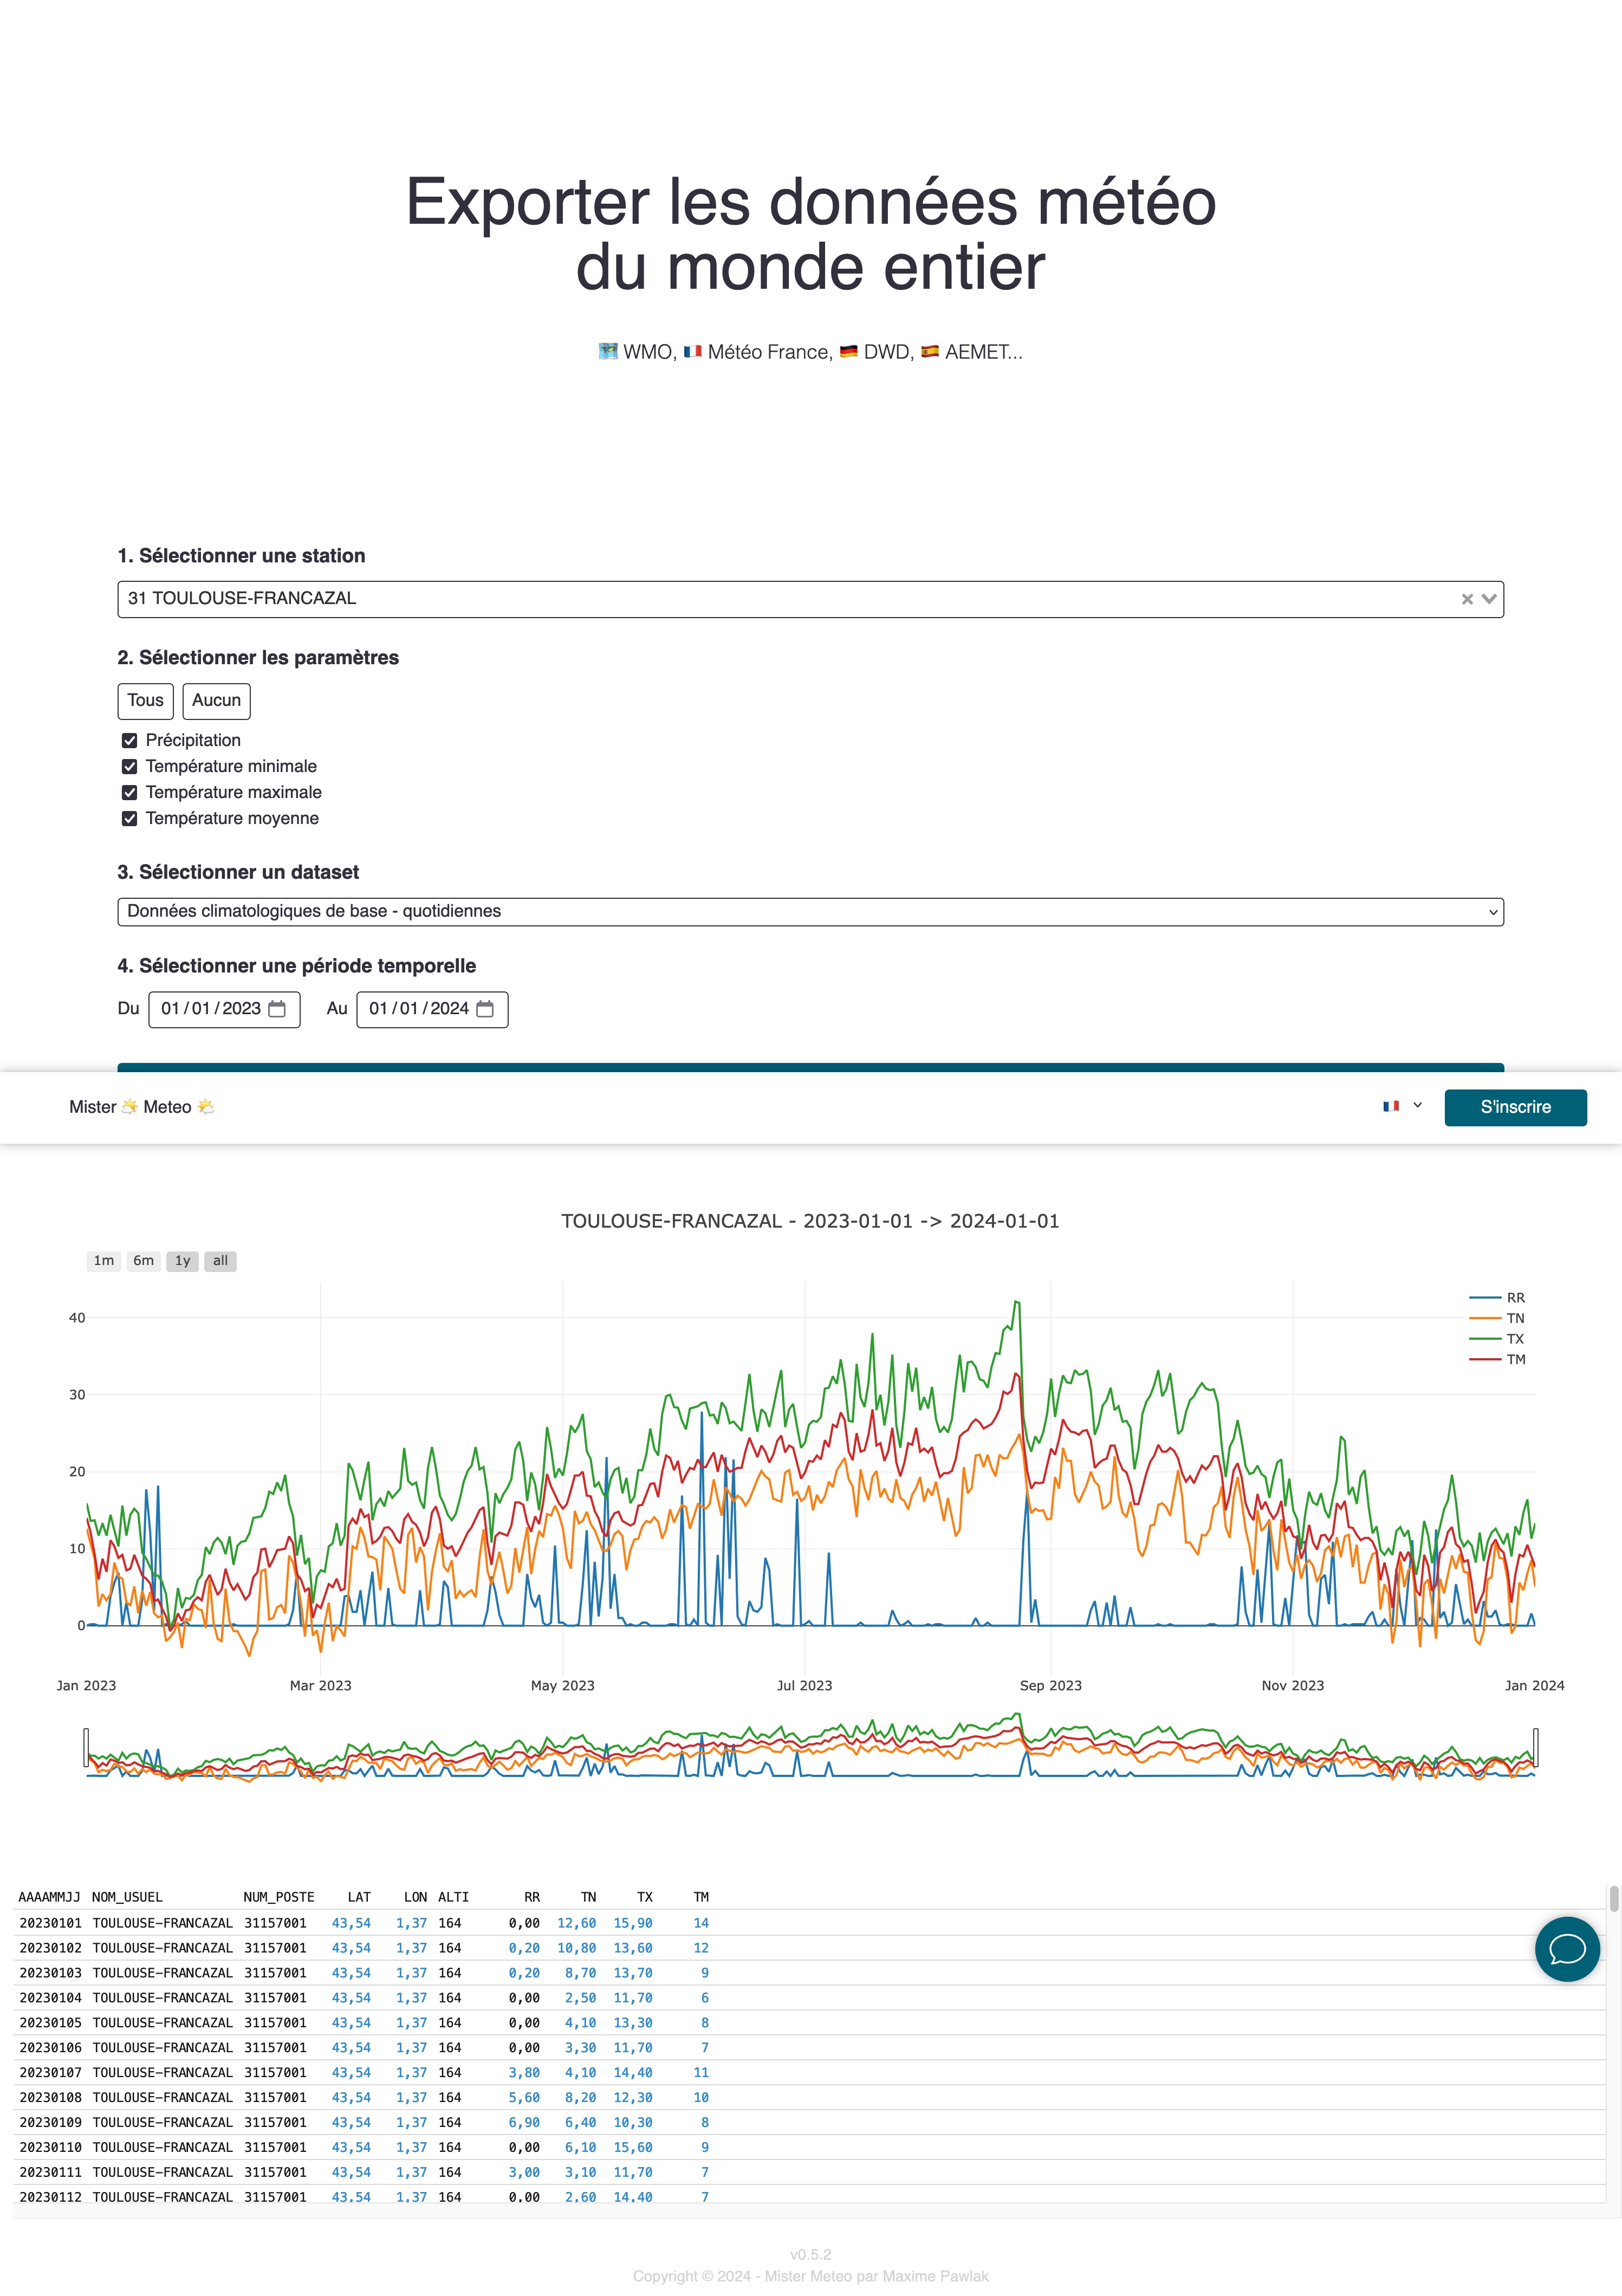 Exporter les données météo
du monde entier
WMO, Météo France, DWD, AEMET...
1. Sélectionner une station
31 TOULOUSE-FRANCAZAL
2. Sélectionner les paramètres
Tous Aucun
Précipitation
Température minimale
Température maximale
Température moyenne
3. Sélectionner un dataset
Données climatologiques de base - quotidiennes
4. Sélectionner une période temporelle
Du 01/01/2023 Au 01/01/2024
Mister Meteo S'inscrire
TOULOUSE-FRANCAZAL - 2023-01-01 -> 2024-01-01
1m 6m 1y all
RR
TN
TX
TM
40
30
20
10
0
Jan 2023 Mar 2023 May 2023 Jul 2023 Sep 2023 Nov 2023 Jan 2024
AAAAMMJJ NOM_USUEL NUM_POSTE LAT LON ALTI RR TN TX TM
20230101 TOULOUSE-FRANCAZAL 31157001 43,54 1,37 164 0,00 12,60 15,90 14
20230102 TOULOUSE-FRANCAZAL 31157001 43,54 1,37 164 0,20 10,80 13,60 12
20230103 TOULOUSE-FRANCAZAL 31157001 43,54 1,37 164 0,20 8,70 13,70 9
20230104 TOULOUSE-FRANCAZAL 31157001 43,54 1,37 164 0,00 2,50 11,70 6
20230105 TOULOUSE-FRANCAZAL 31157001 43,54 1,37 164 0,00 4,10 13,30 8
20230106 TOULOUSE-FRANCAZAL 31157001 43,54 1,37 164 0,00 3,30 11,70 7
20230107 TOULOUSE-FRANCAZAL 31157001 43,54 1,37 164 3,80 4,10 14,40 11
20230108 TOULOUSE-FRANCAZAL 31157001 43,54 1,37 164 5,60 8,20 12,30 10
20230109 TOULOUSE-FRANCAZAL 31157001 43,54 1,37 164 6,90 6,40 10,30 8
20230110 TOULOUSE-FRANCAZAL 31157001 43,54 1,37 164 0,00 6,10 15,60 9
20230111 TOULOUSE-FRANCAZAL 31157001 43,54 1,37 164 3,00 3,10 11,70 7
20230112 TOULOUSE-FRANCAZAL 31157001 43,54 1,37 164 0,00 2,60 14,40 7
v0.5.2
Copyright © 2024 - Mister Meteo par Maxime Pawlak